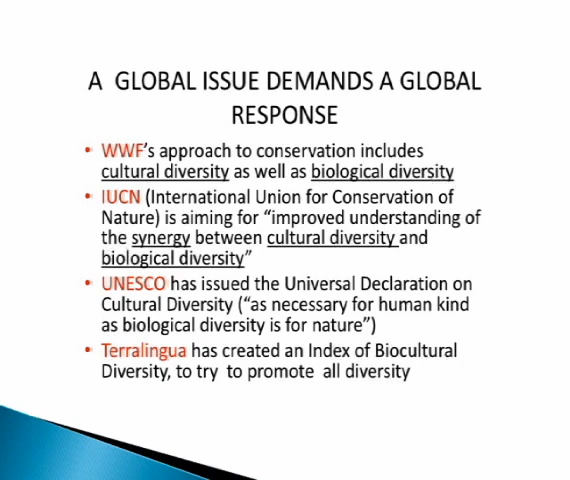 A GLOBAL ISSUE DEMANDS A GLOBAL
RESPONSE
• WWF's approach to conservation includes
cultural diversity as well as biological diversity
• IUCN (International Union for Conservation of
Nature) is aiming for “improved understanding of
the synergy between cultural diversity and
biological diversity”
• UNESCO has issued the Universal Declaration on
Cultural Diversity (“as necessary for human kind
as biological diversity is for nature”)
• Terralingua has created an Index of Biocultural
Diversity, to try to promote all diversity